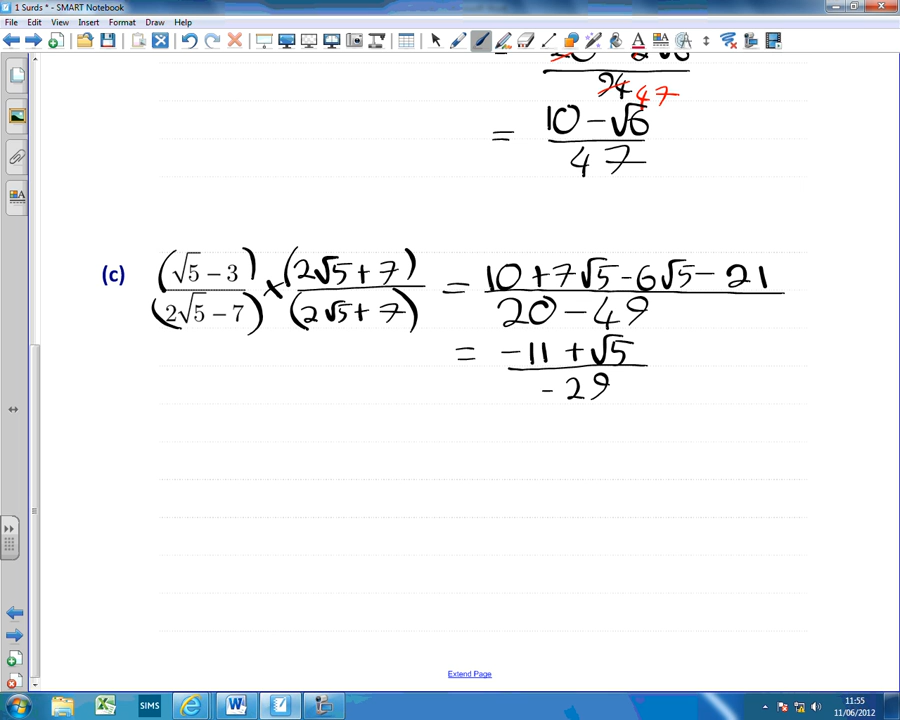 1 Surds * - SMART Notebook
File Edit View Insert Format Draw Help
24 47
= 10 − √6
47
(c) (√5 − 3) × (2√5 + 7) = 10 + 7√5 − 6√5 − 21
(2√5 − 7) (2√5 + 7) 20 − 49
= −11 + √5
−29
Extend Page
SIMS
11:55
11/06/2012